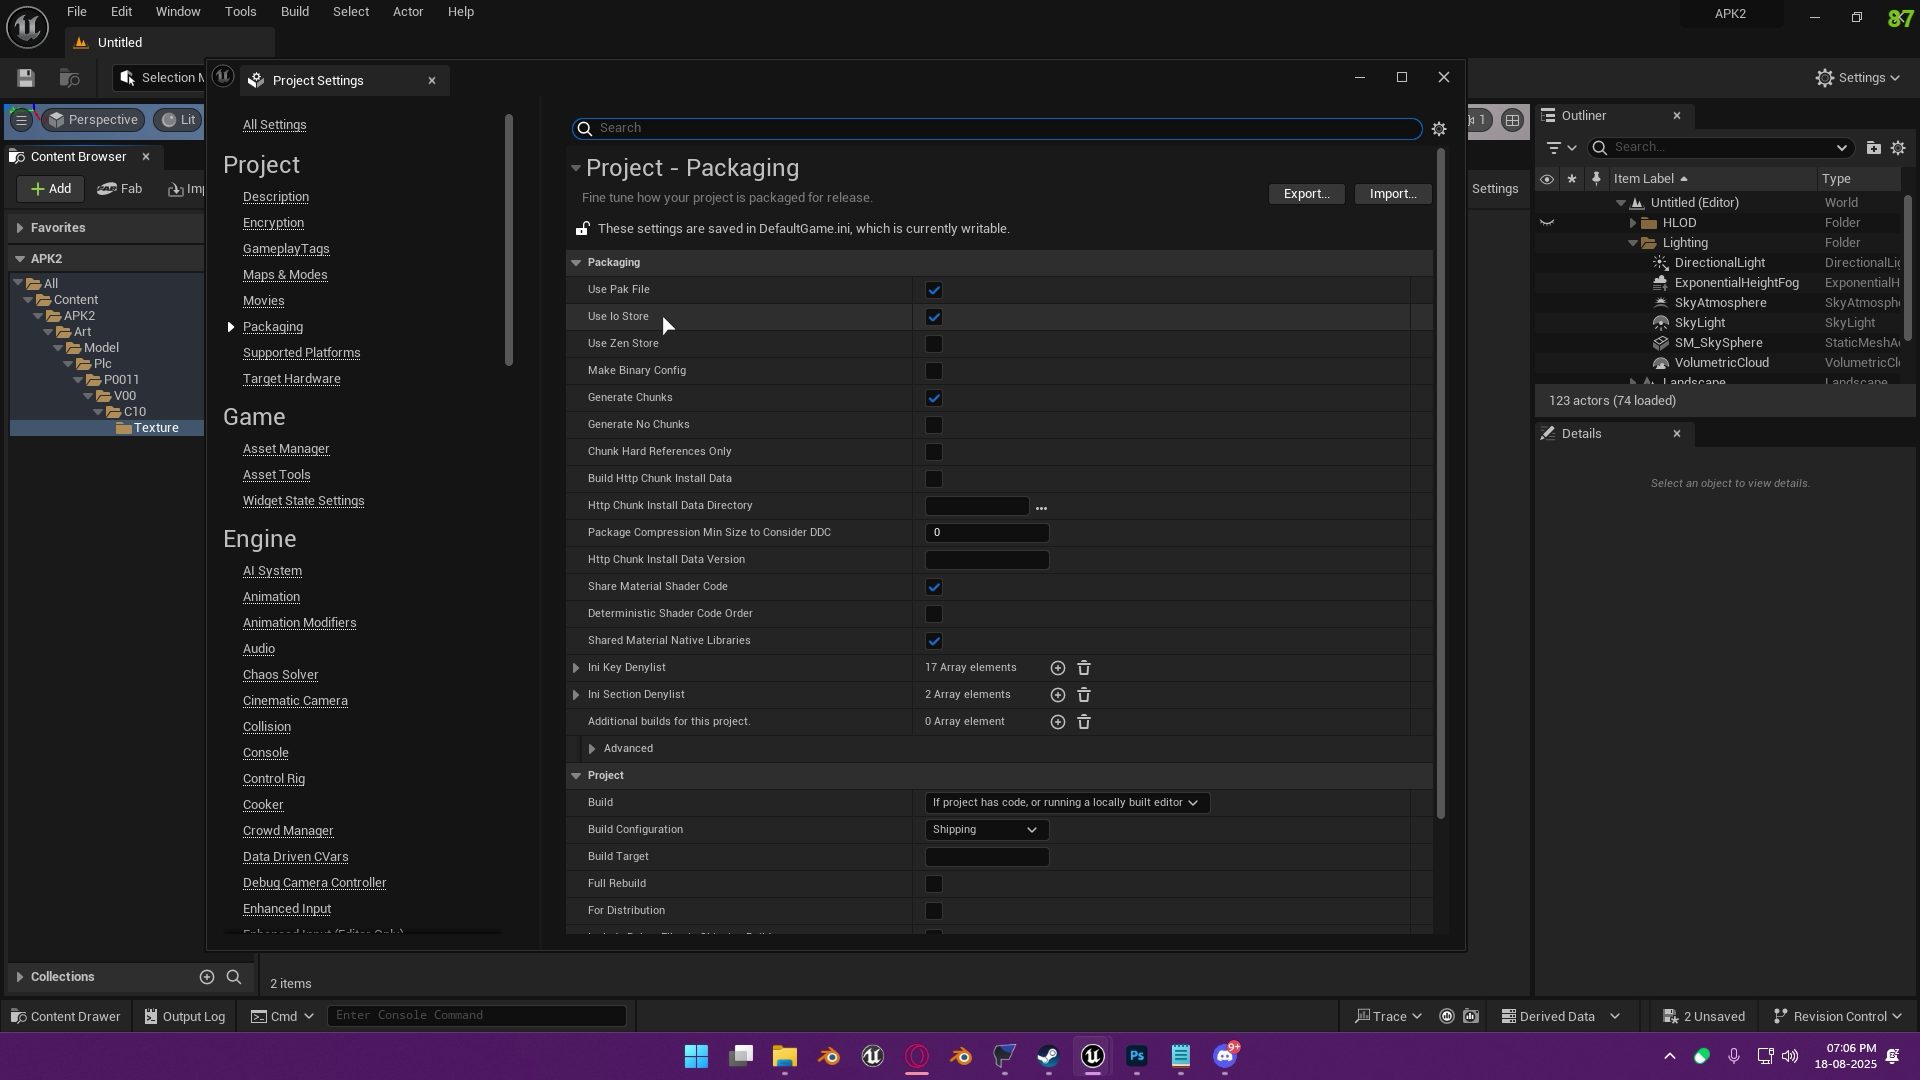 File Edit Window Tools Build Select Actor Help
APK2
87
Untitled
Selection M
Project Settings
Settings
Perspective
Lit
1
Content Browser
Add
Fab
Imp
Settings
Favorites
APK2
All
Content
APK2
Art
Model
Plc
P0011
V00
C10
Texture
Collections
2 items
All Settings
Project
Description
Encryption
GameplayTags
Maps & Modes
Movies
Packaging
Supported Platforms
Target Hardware
Game
Asset Manager
Asset Tools
Widget State Settings
Engine
AI System
Animation
Animation Modifiers
Audio
Chaos Solver
Cinematic Camera
Collision
Console
Control Rig
Cooker
Crowd Manager
Data Driven CVars
Debug Camera Controller
Enhanced Input
Enhanced Input (Editor Only)
Search
Project - Packaging
Fine tune how your project is packaged for release.
Export...
Import...
These settings are saved in DefaultGame.ini, which is currently writable.
Packaging
Use Pak File
Use Io Store
Use Zen Store
Make Binary Config
Generate Chunks
Generate No Chunks
Chunk Hard References Only
Build Http Chunk Install Data
Http Chunk Install Data Directory
...
Package Compression Min Size to Consider DDC 0
Http Chunk Install Data Version
Share Material Shader Code
Deterministic Shader Code Order
Shared Material Native Libraries
Ini Key Denylist 17 Array elements
Ini Section Denylist 2 Array elements
Additional builds for this project. 0 Array element
Advanced
Project
Build If project has code, or running a locally built editor
Build Configuration Shipping
Build Target
Full Rebuild
For Distribution
Outliner
Search...
Item Label Type
Untitled (Editor) World
HLOD Folder
Lighting Folder
DirectionalLight DirectionalLig
ExponentialHeightFog ExponentialH
SkyAtmosphere SkyAtmosphe
SkyLight SkyLight
SM_SkySphere StaticMeshAc
VolumetricCloud VolumetricClo
Landscape Landscape
123 actors (74 loaded)
Details
Select an object to view details.
Content Drawer
Output Log
Cmd
Enter Console Command
Trace
Derived Data
2 Unsaved
Revision Control
Ps
9+
07:06 PM
18-08-2025